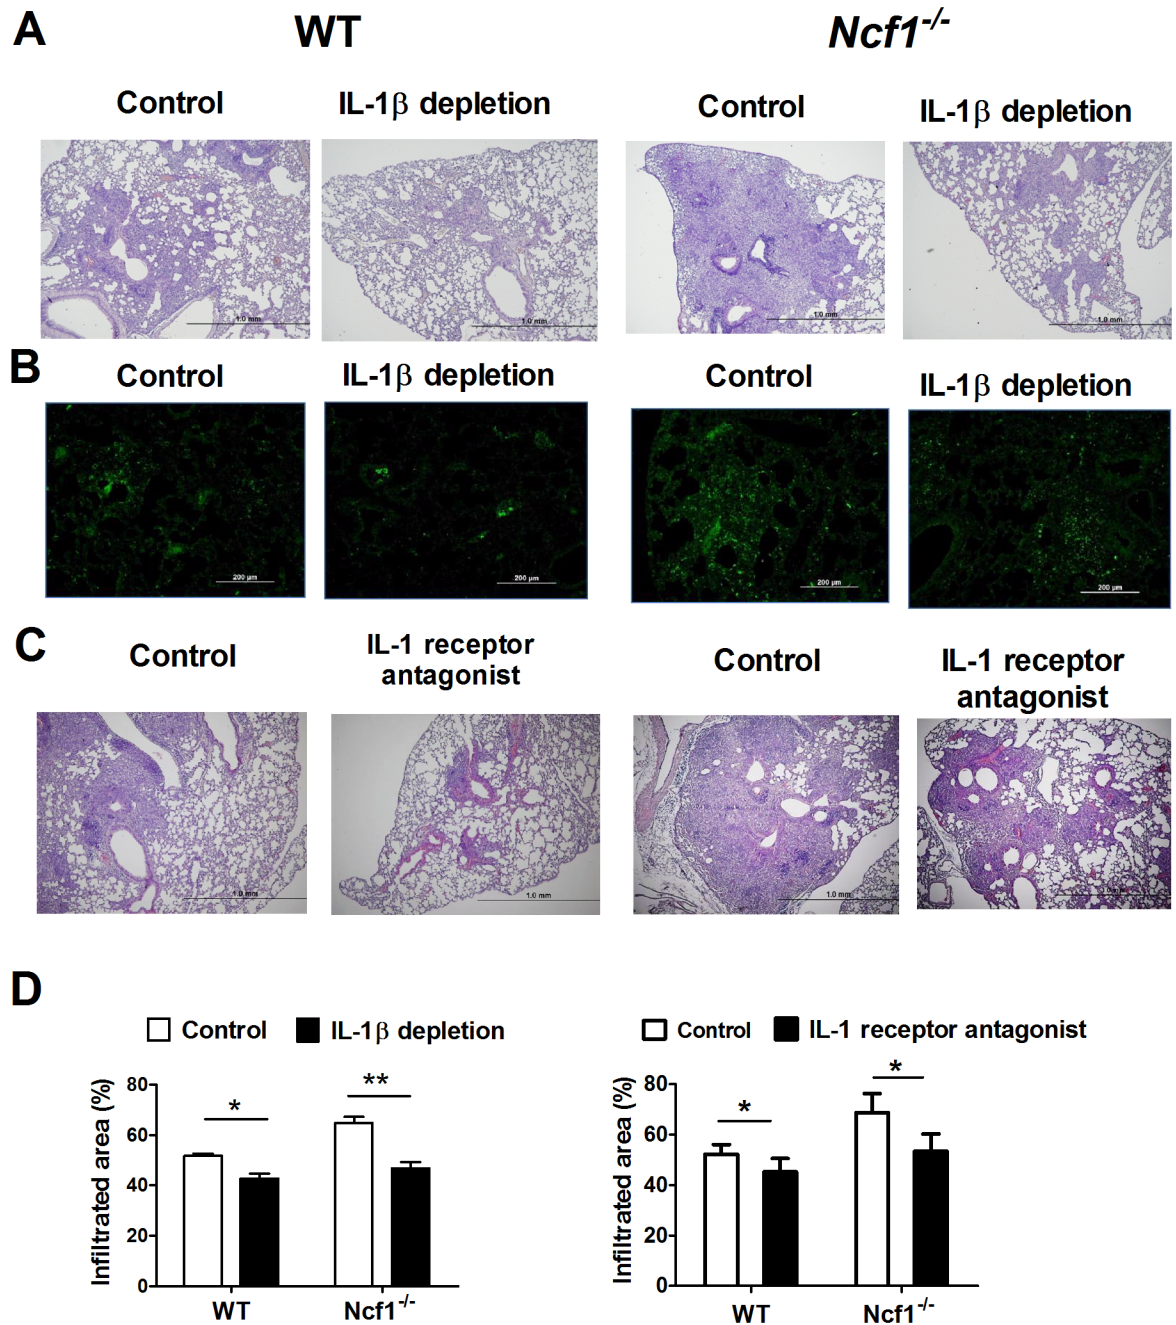 A
WT
Ncf1-/-
Control
IL-1β depletion
Control
IL-1β depletion
1.0 mm
1.0 mm
1.0 mm
1.0 mm
B
Control
IL-1β depletion
Control
IL-1β depletion
200 µm
200 µm
200 µm
200 µm
C
Control
IL-1 receptor
antagonist
Control
IL-1 receptor
antagonist
1.0 mm
1.0 mm
1.0 mm
D
Control
IL-1β depletion
Infiltrated area (%)
80
60
40
20
0
*
**
WT
Ncf1-/-
Control
IL-1 receptor antagonist
Infiltrated area (%)
80
60
40
20
0
*
*
WT
Ncf1-/-